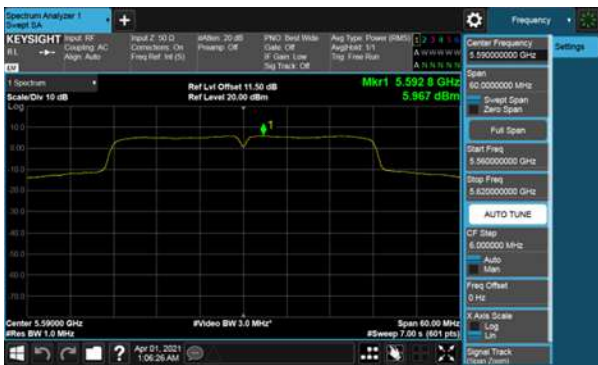 Spectrum Analyzer 1
Swept SA
+
Frequency
KEYSIGHT
Input: RF
Coupling: AC
Align: Auto
Input Z: 50 Ω
Corrections: On
Freq Ref: Int (S)
#Atten: 20 dB
Preamp: Off
PNO: Best Wide
Gate: Off
IF Gain: Low
Sig Track: Off
Avg Type: Power (RMS)
Avg|Hold: 1/1
Trig: Free Run
1 2 3 4 5
A W W W W W
A N N N N N
RL
1 Spectrum
Scale/Div 10 dB
Log
Ref Lvl Offset 11.50 dB
Ref Level 20.00 dBm
Mkr1 5.592 8 GHz
5.967 dBm
1
10.0
0.00
-10.0
-20.0
-30.0
-40.0
-50.0
-60.0
-70.0
Center 5.59000 GHz
#Res BW 1.0 MHz
#Video BW 3.0 MHz*
Span 60.00 MHz
#Sweep 7.00 s (601 pts)
Apr 01, 2021
1:06:26 AM
?
Center Frequency
5.590000000 GHz
Settings
Span
60.0000000 MHz
Swept Span
Zero Span
Full Span
Start Freq
5.560000000 GHz
Stop Freq
5.620000000 GHz
AUTO TUNE
CF Step
6.000000 MHz
Auto
Man
Freq Offset
0 Hz
X Axis Scale
Log
Lin
Signal Track
(Span Zoom)